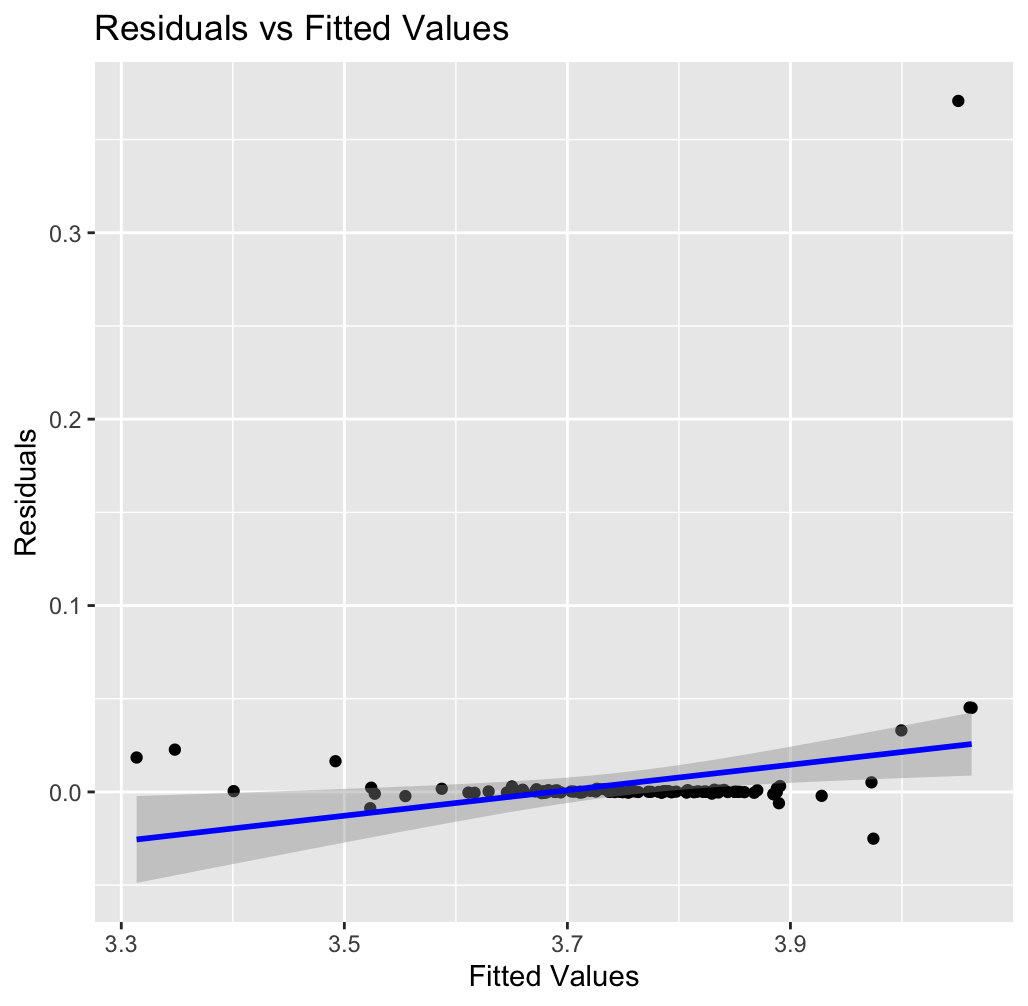 Residuals vs Fitted Values
0.3
0.2
0.1
0.0
Residuals
3.3 3.5 3.7 3.9
Fitted Values